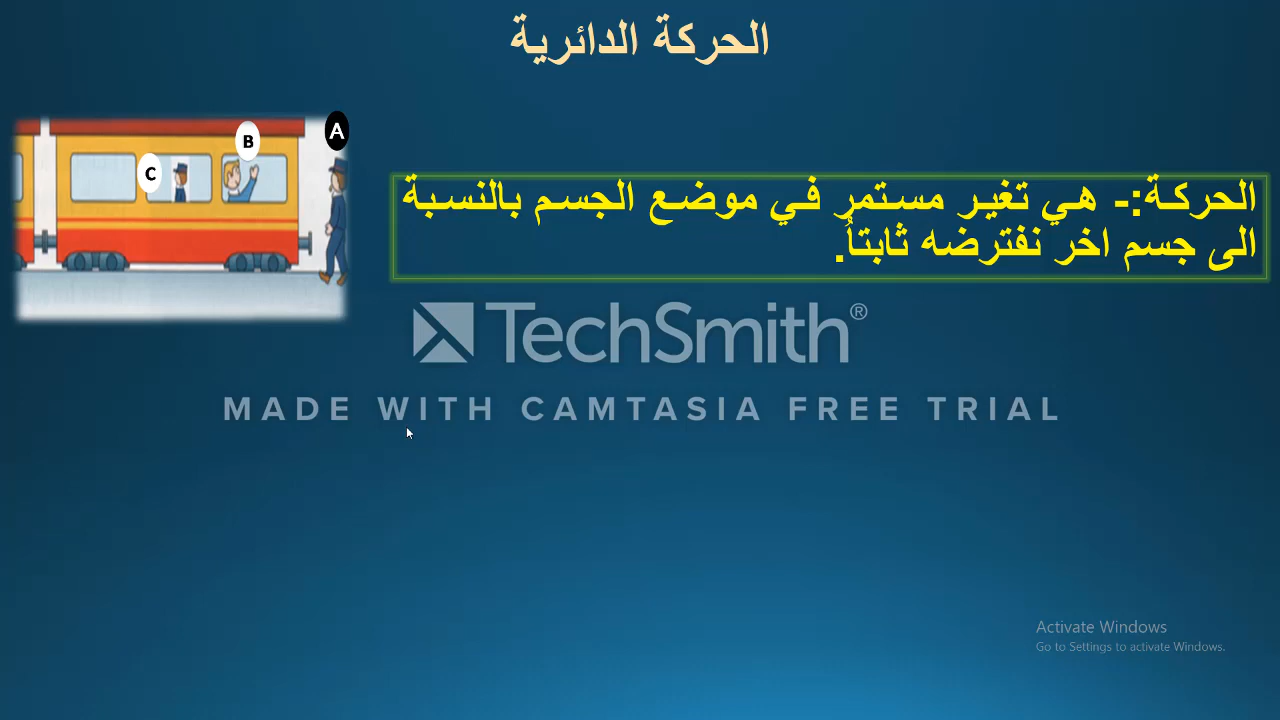 الحركة الدائرية
A
B
C
الحركة:- هي تغير مستمر في موضع الجسم بالنسبة
الى جسم اخر نفترضه ثابتاً.
TechSmith®
MADE WITH CAMTASIA FREE TRIAL
Activate Windows
Go to Settings to activate Windows.